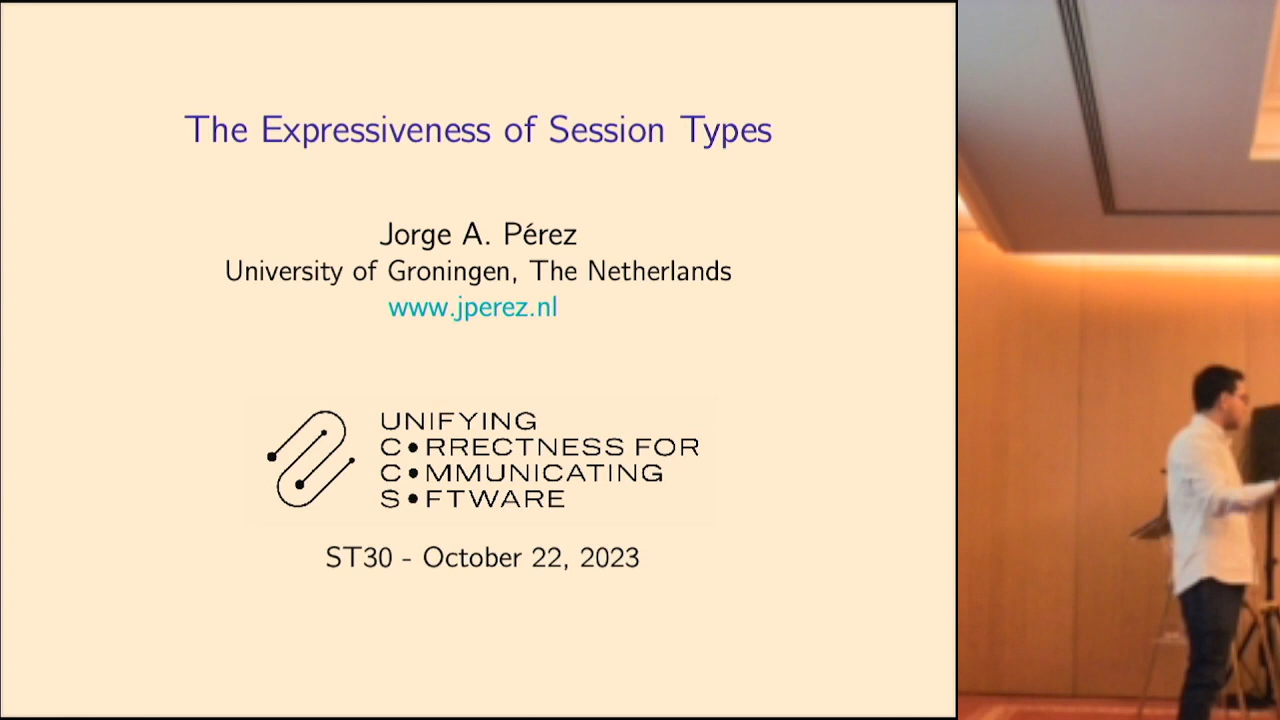 The Expressiveness of Session Types
Jorge A. Pérez
University of Groningen, The Netherlands
www.jperez.nl
UNIFYING
C•RRECTNESS FOR
C•MMUNICATING
S•FTWARE
ST30 - October 22, 2023